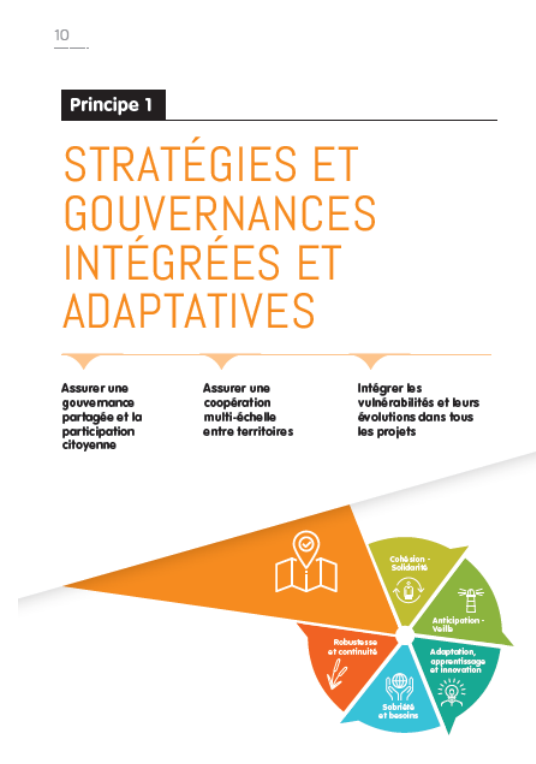 10
Principe 1
STRATÉGIES ET
GOUVERNANCES
INTÉGRÉES ET
ADAPTATIVES
Assurer une
gouvernance
partagée et la
participation
citoyenne
Assurer une
coopération
multi-échelle
entre territoires
Intégrer les
vulnérabilités et leurs
évolutions dans tous
les projets
Cohésion -
Solidarité
Anticipation -
Veille
Adaptation,
apprentissage
et innovation
Sobriété
et besoins
Robustesse
et continuité